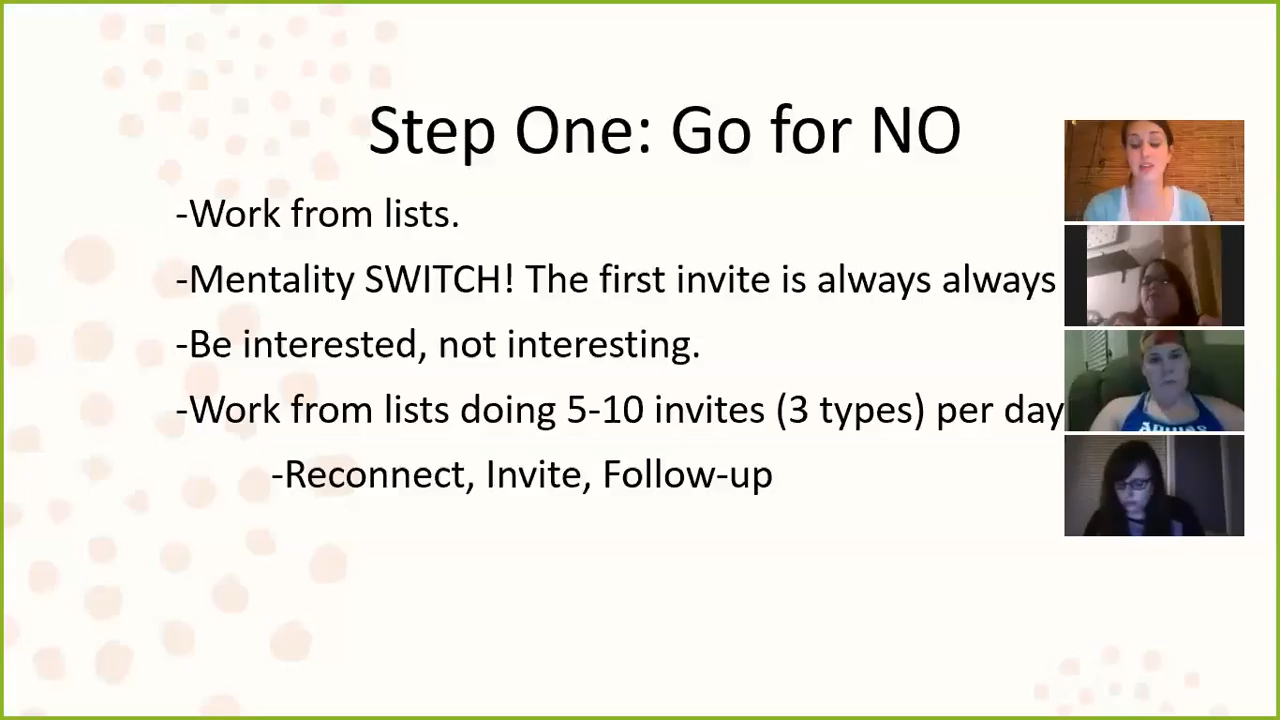 Step One: Go for NO
-Work from lists.
-Mentality SWITCH! The first invite is always always
-Be interested, not interesting.
-Work from lists doing 5-10 invites (3 types) per day
-Reconnect, Invite, Follow-up